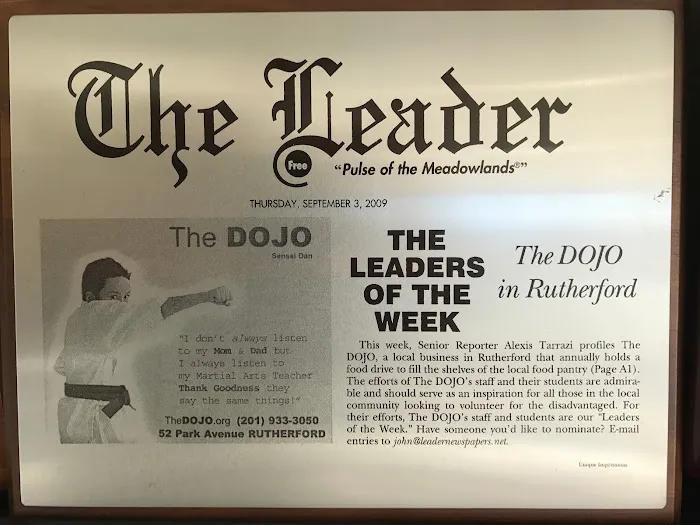 The Leader
Free
"Pulse of the Meadowlands®"
THURSDAY, SEPTEMBER 3, 2009
The DOJO
Sensei Dan
"I don't always listen
to my Mom & Dad but
I always listen to
my Martial Arts Teacher
Thank Goodness they
say the same things!"
TheDOJO.org (201) 933-3050
52 Park Avenue RUTHERFORD
THE
LEADERS
OF THE
WEEK
The DOJO
in Rutherford
This week, Senior Reporter Alexis Tarrazi profiles The
DOJO, a local business in Rutherford that annually holds a
food drive to fill the shelves of the local food pantry (Page A1).
The efforts of The DOJO's staff and their students are admira-
ble and should serve as an inspiration for all those in the local
community looking to volunteer for the disadvantaged. For
their efforts, The DOJO's staff and students are our "Leaders
of the Week." Have someone you'd like to nominate? E-mail
entries to john@leadernewspapers.net.
Unique Impressions